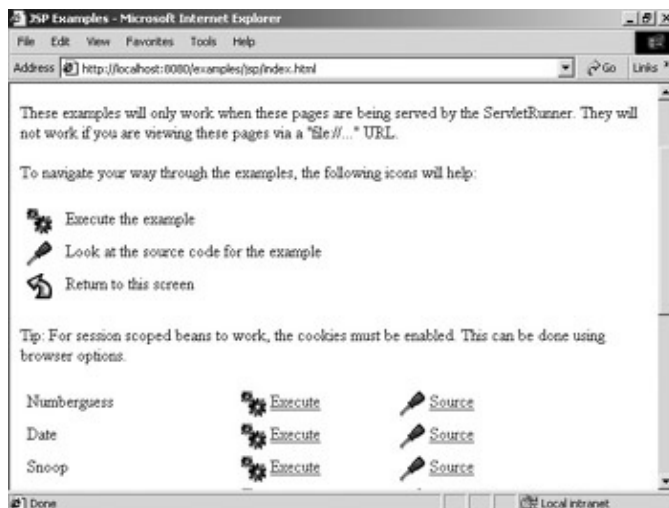 JSP Examples - Microsoft Internet Explorer
File Edit View Favorites Tools Help
Address http://localhost:8080/examples/jsp/index.html Go Links »
These examples will only work when these pages are being served by the ServletRunner. They will
not work if you are viewing these pages via a "file://..." URL.
To navigate your way through the examples, the following icons will help:
Execute the example
Look at the source code for the example
Return to this screen
Tip: For session scoped beans to work, the cookies must be enabled. This can be done using
browser options.
Numberguess Execute Source
Date Execute Source
Snoop Execute Source
Done Local intranet